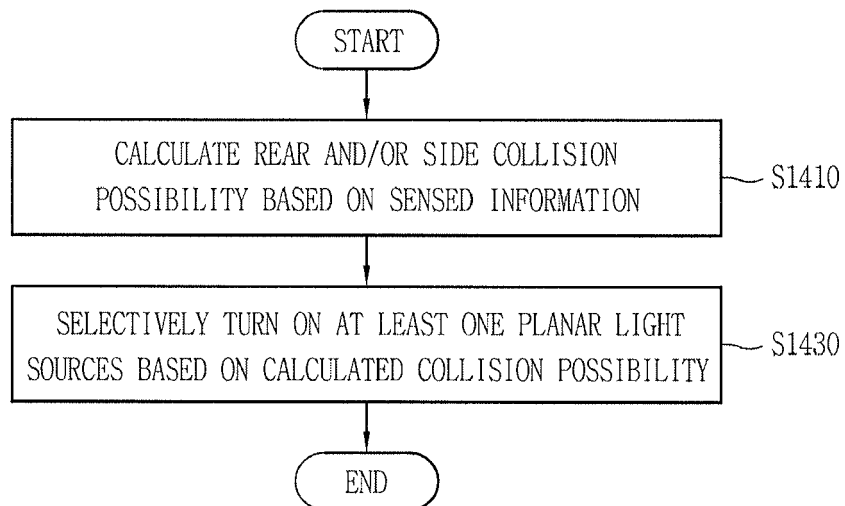 START
CALCULATE REAR AND/OR SIDE COLLISION
POSSIBILITY BASED ON SENSED INFORMATION
S1410
SELECTIVELY TURN ON AT LEAST ONE PLANAR LIGHT
SOURCES BASED ON CALCULATED COLLISION POSSIBILITY
S1430
END